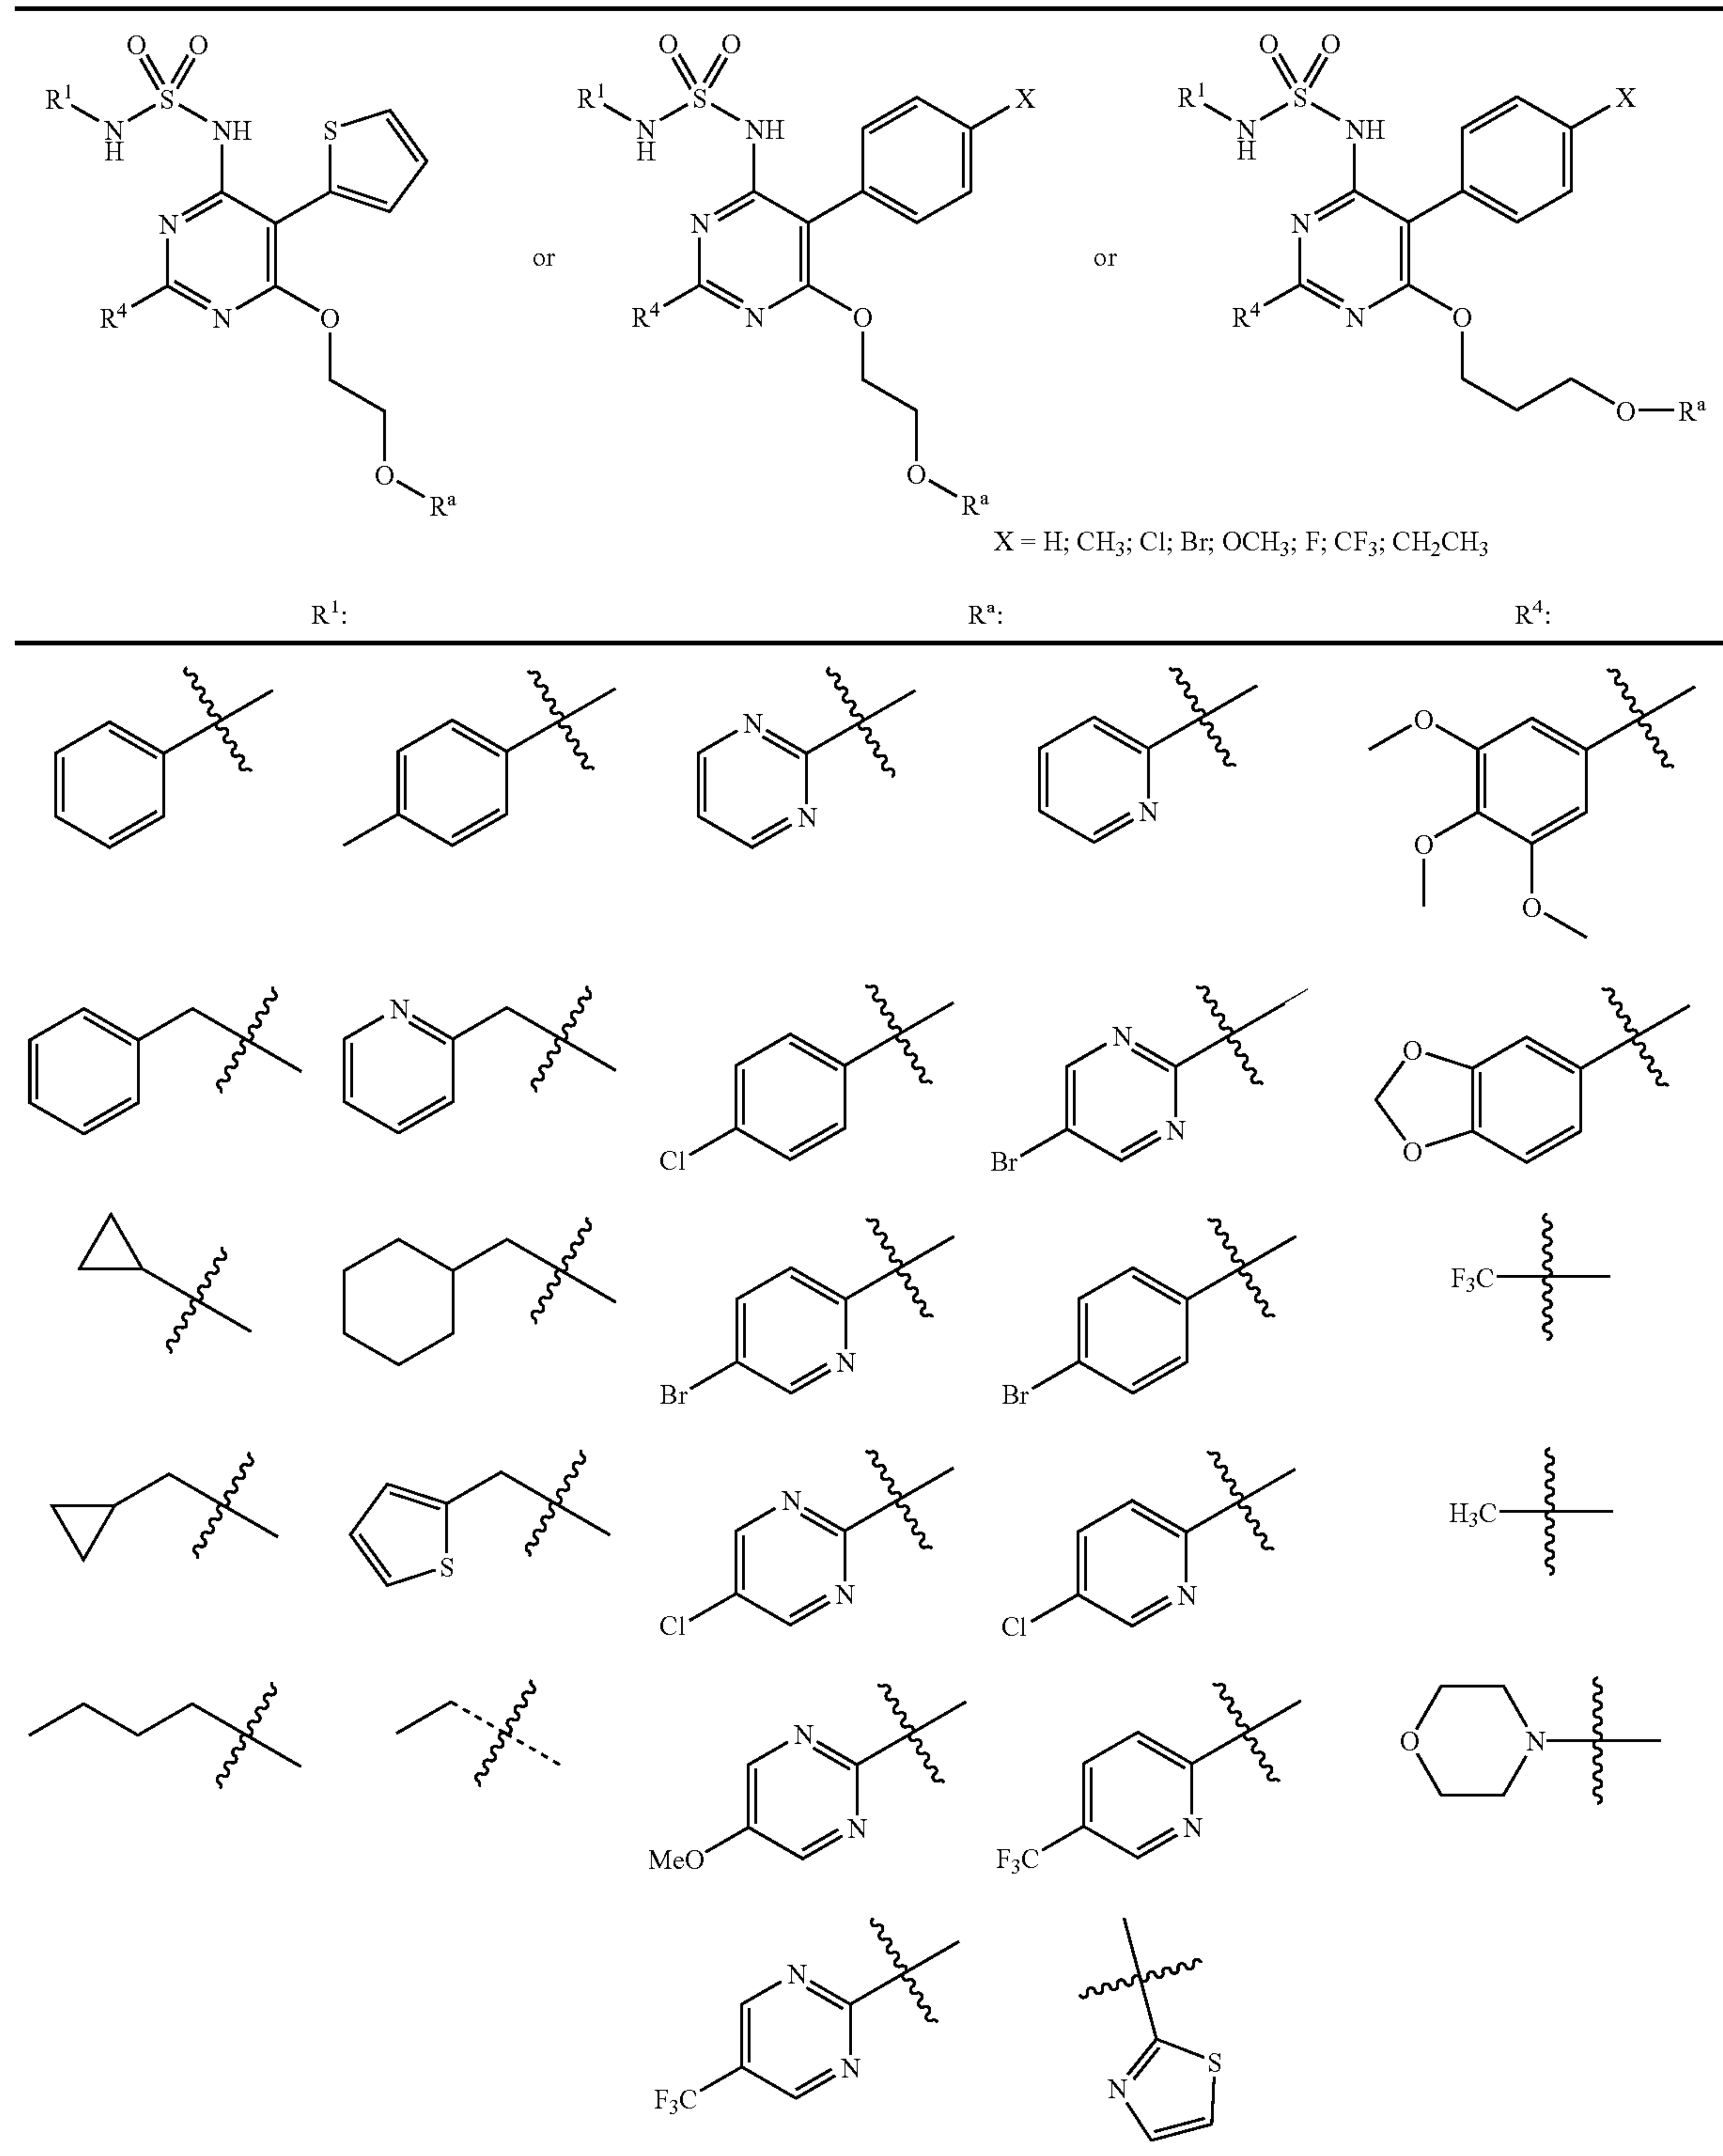 O O O O O O
R¹ S R¹ S X R¹ S X
N H NH S N H NH N H NH
N N N
or or
R⁴ N O R⁴ N O R⁴ N O
O—Rᵃ
O O
Rᵃ Rᵃ
X = H; CH₃; Cl; Br; OCH₃; F; CF₃; CH₂CH₃
R¹: Rᵃ: R⁴:
N O
N N
O O
N N
O
Cl Br N O
F₃C
N
Br Br
N H₃C
S N N
Cl Cl
N O N
N N
MeO F₃C
N
S
N N
F₃C